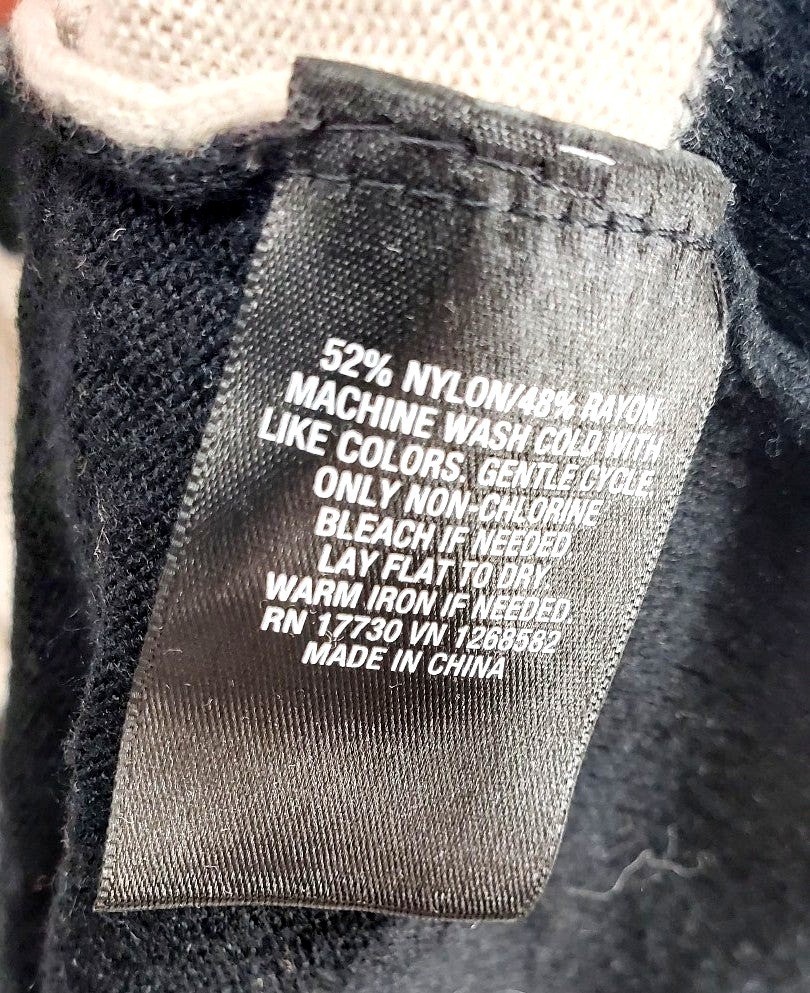 52% NYLON/48% RAYON
MACHINE WASH COLD WITH
LIKE COLORS, GENTLE CYCLE.
ONLY NON-CHLORINE
BLEACH IF NEEDED
LAY FLAT TO DRY
WARM IRON IF NEEDED.
RN 17730 VN 1268582
MADE IN CHINA